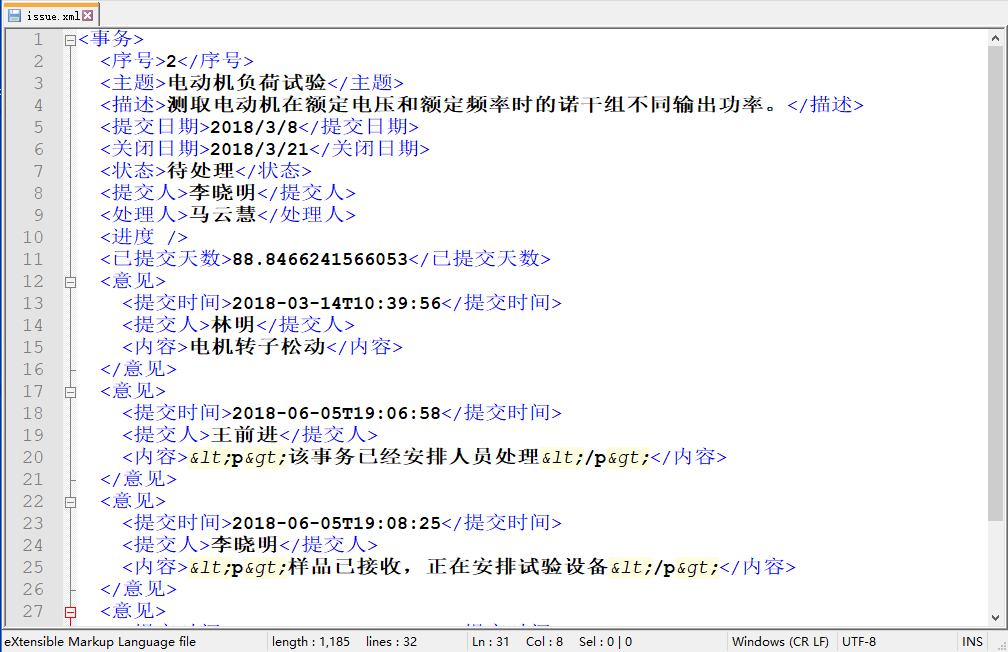 issue.xml
1 <事务>
2 <序号>2</序号>
3 <主题>电动机负荷试验</主题>
4 <描述>测取电动机在额定电压和额定频率时的诺干组不同输出功率。</描述>
5 <提交日期>2018/3/8</提交日期>
6 <关闭日期>2018/3/21</关闭日期>
7 <状态>待处理</状态>
8 <提交人>李晓明</提交人>
9 <处理人>马云慧</处理人>
10 <进度 />
11 <已提交天数>88.8466241566053</已提交天数>
12 <意见>
13 <提交时间>2018-03-14T10:39:56</提交时间>
14 <提交人>林明</提交人>
15 <内容>电机转子松动</内容>
16 </意见>
17 <意见>
18 <提交时间>2018-06-05T19:06:58</提交时间>
19 <提交人>王前进</提交人>
20 <内容>&lt;p&gt;该事务已经安排人员处理&lt;/p&gt;</内容>
21 </意见>
22 <意见>
23 <提交时间>2018-06-05T19:08:25</提交时间>
24 <提交人>李晓明</提交人>
25 <内容>&lt;p&gt;样品已接收，正在安排试验设备&lt;/p&gt;</内容>
26 </意见>
27 <意见>
eXtensible Markup Language file length : 1,185 lines : 32 Ln : 31 Col : 8 Sel : 0 | 0 Windows (CR LF) UTF-8 INS